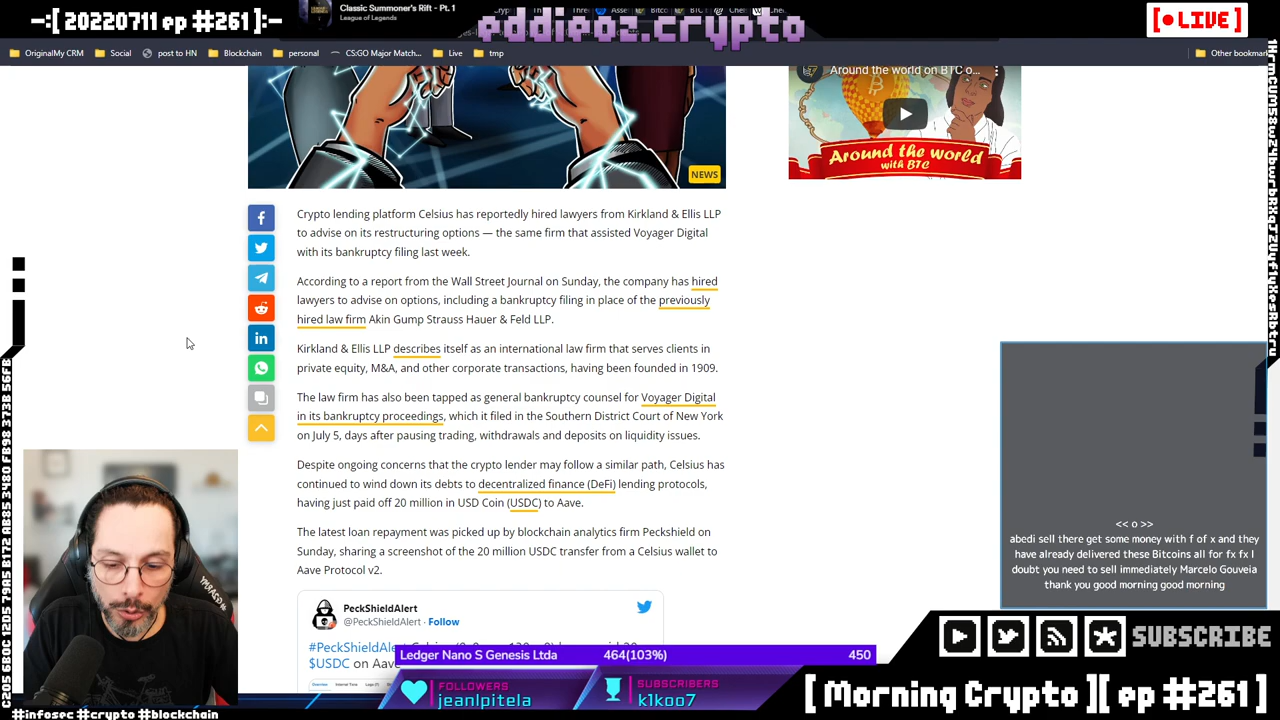 -:[ 20220711 ep #261 ]:-
Classic Summoner's Rift - Pt. 1
League of Legends
addienz.crypto
[ LIVE ]
OriginalMy CRM
Social
post to HN
Blockchain
personal
CS:GO Major Match...
Live
tmp
Other bookmar
NEWS
Around the world on BTC o...
Around the world
with BTC
Crypto lending platform Celsius has reportedly hired lawyers from Kirkland & Ellis LLP
to advise on its restructuring options — the same firm that assisted Voyager Digital
with its bankruptcy filing last week.
According to a report from the Wall Street Journal on Sunday, the company has hired
lawyers to advise on options, including a bankruptcy filing in place of the previously
hired law firm Akin Gump Strauss Hauer & Feld LLP.
Kirkland & Ellis LLP describes itself as an international law firm that serves clients in
private equity, M&A, and other corporate transactions, having been founded in 1909.
The law firm has also been tapped as general bankruptcy counsel for Voyager Digital
in its bankruptcy proceedings, which it filed in the Southern District Court of New York
on July 5, days after pausing trading, withdrawals and deposits on liquidity issues.
Despite ongoing concerns that the crypto lender may follow a similar path, Celsius has
continued to wind down its debts to decentralized finance (DeFi) lending protocols,
having just paid off 20 million in USD Coin (USDC) to Aave.
The latest loan repayment was picked up by blockchain analytics firm Peckshield on
Sunday, sharing a screenshot of the 20 million USDC transfer from a Celsius wallet to
Aave Protocol v2.
PeckShieldAlert
@PeckShieldAlert · Follow
#PeckShieldAlert
$USDC on Aav
<< o >>
abedi sell there get some money with f of x and they
have already delivered these Bitcoins all for fx fx I
doubt you need to sell immediately Marcelo Gouveia
thank you good morning good morning
Ledger Nano S Genesis Ltda
464(103%)
450
FOLLOWERS
jeanlpitela
SUBSCRIBERS
k1koo7
SUBSCRIBE
[ Morning Crypto ][ ep #261 ]
#infosec #crypto #blockchain